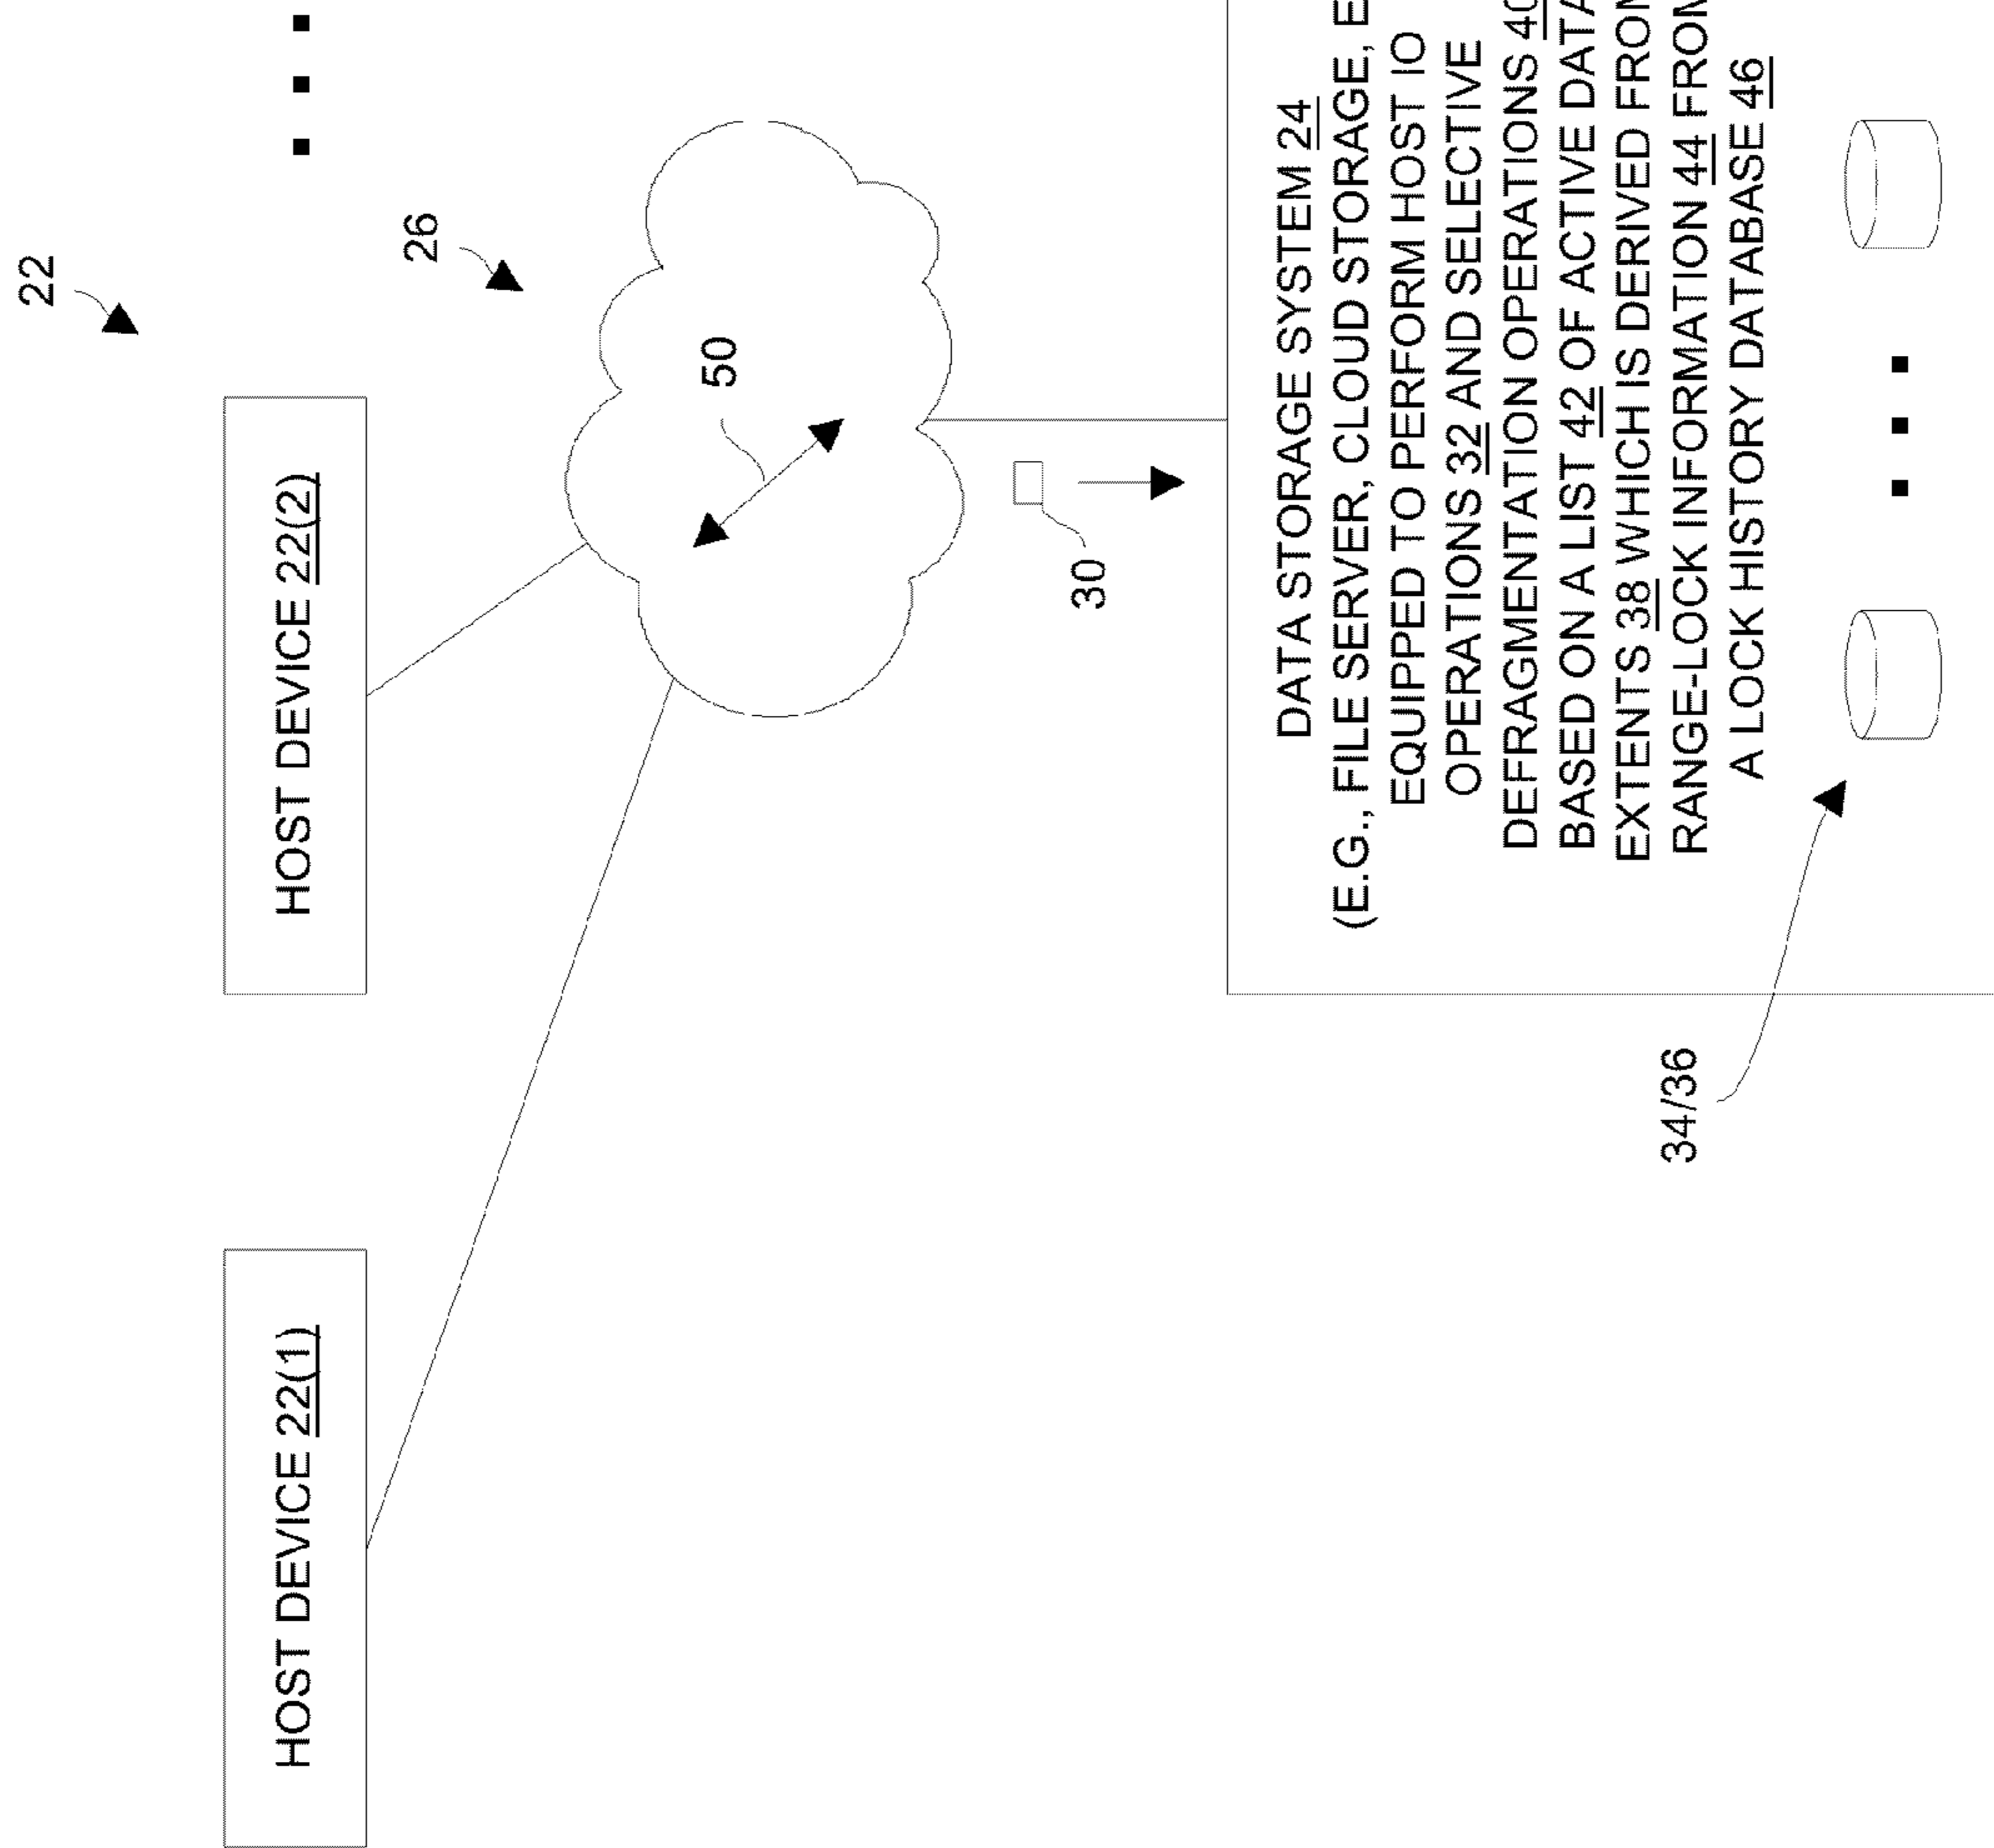 22
HOST DEVICE 22(1)
HOST DEVICE 22(2)
26
50
30
DATA STORAGE SYSTEM 24
(E.G., FILE SERVER, CLOUD STORAGE,
EQUIPPED TO PERFORM HOST IO
OPERATIONS 32 AND SELECTIVE
DEFRAGMENTATION OPERATIONS 40
BASED ON A LIST 42 OF ACTIVE DATA
EXTENTS 38 WHICH IS DERIVED FROM
RANGE-LOCK INFORMATION 44 FROM
A LOCK HISTORY DATABASE 46
34/36